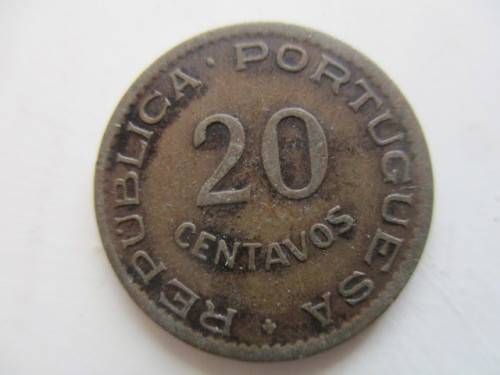 REPUBLICA · PORTUGUESA
20
CENTAVOS